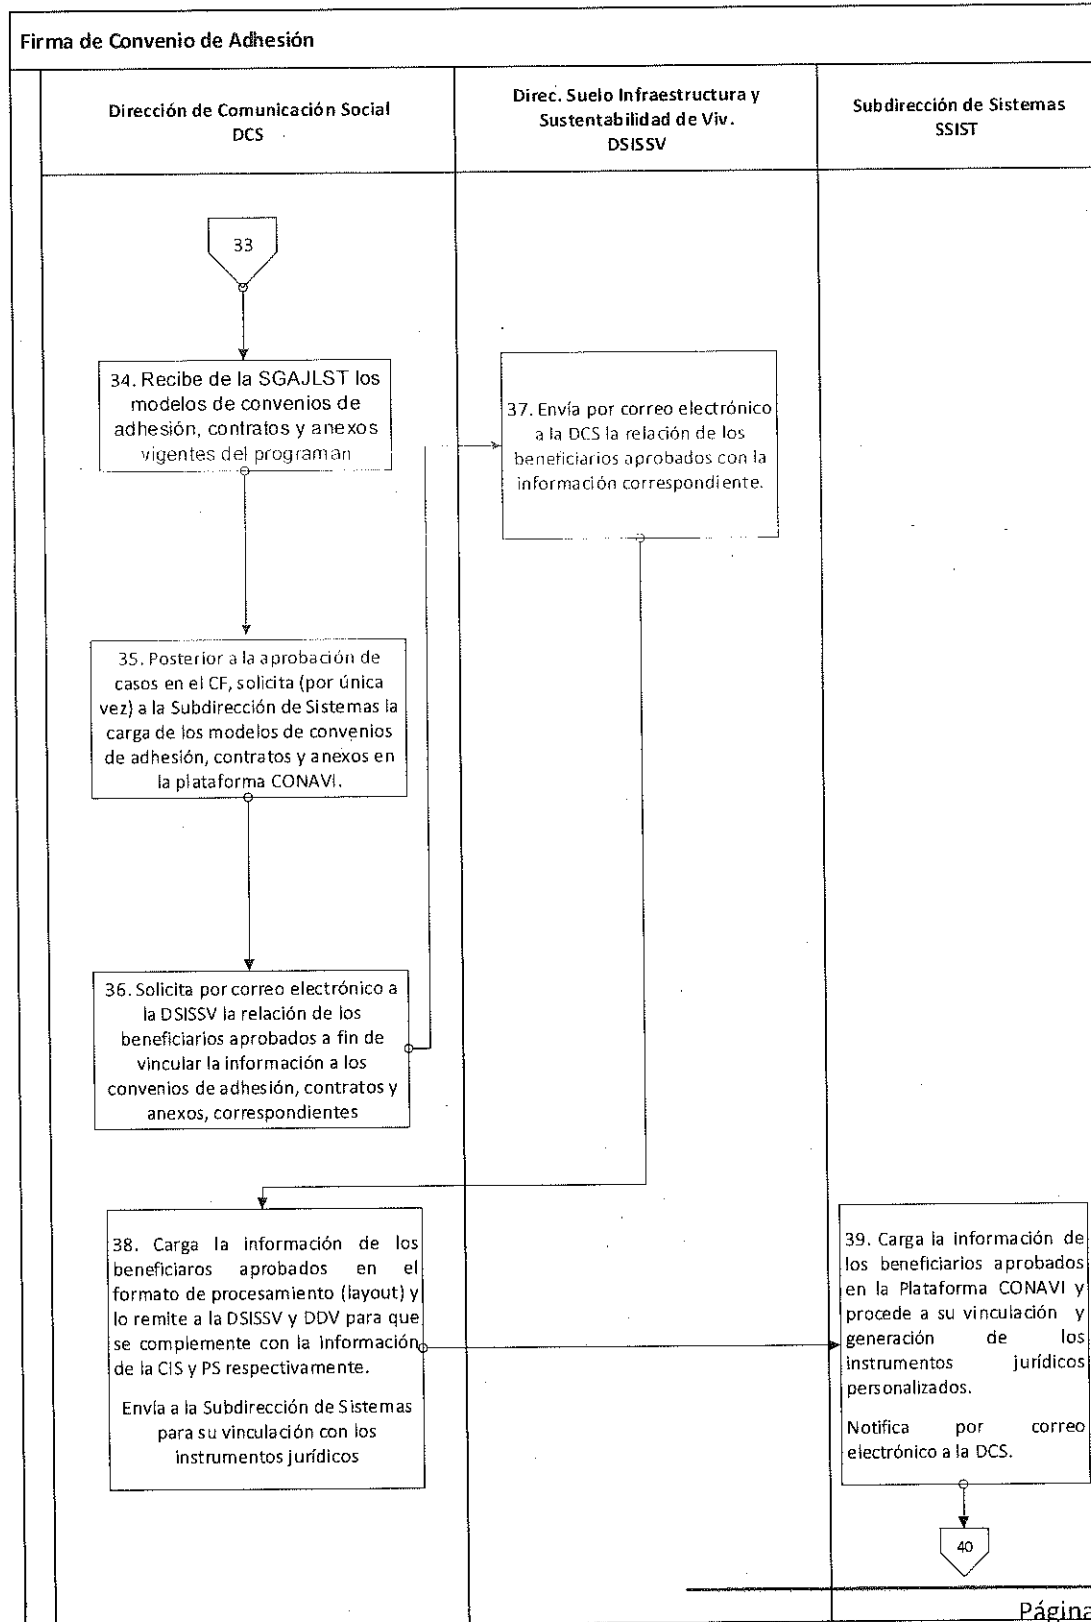 Firma de Convenio de Adhesión
Dirección de Comunicación Social
DCS
Direc. Suelo Infraestructura y
Sustentabilidad de Viv.
DSISSV
Subdirección de Sistemas
SSIST
33
34. Recibe de la SGAJLST los
modelos de convenios de
adhesión, contratos y anexos
vigentes del programan
35. Posterior a la aprobación de
casos en el CF, solicita (por única
vez) a la Subdirección de Sistemas la
carga de los modelos de convenios
de adhesión, contratos y anexos en
la plataforma CONAVI.
36. Solicita por correo electrónico a
la DSISSV la relación de los
beneficiarios aprobados a fin de
vincular la información a los
convenios de adhesión, contratos y
anexos, correspondientes
37. Envía por correo electrónico
a la DCS la relación de los
beneficiarios aprobados con la
información correspondiente.
38. Carga la información de los
beneficiaros aprobados en el
formato de procesamiento (layout) y
lo remite a la DSISSV y DDV para que
se complemente con la información
de la CIS y PS respectivamente.
Envía a la Subdirección de Sistemas
para su vinculación con los
instrumentos jurídicos
39. Carga la información de
los beneficiarios aprobados
en la Plataforma CONAVI y
procede a su vinculación y
generación de los
instrumentos jurídicos
personalizados.
Notifica por correo
electrónico a la DCS.
40
Página